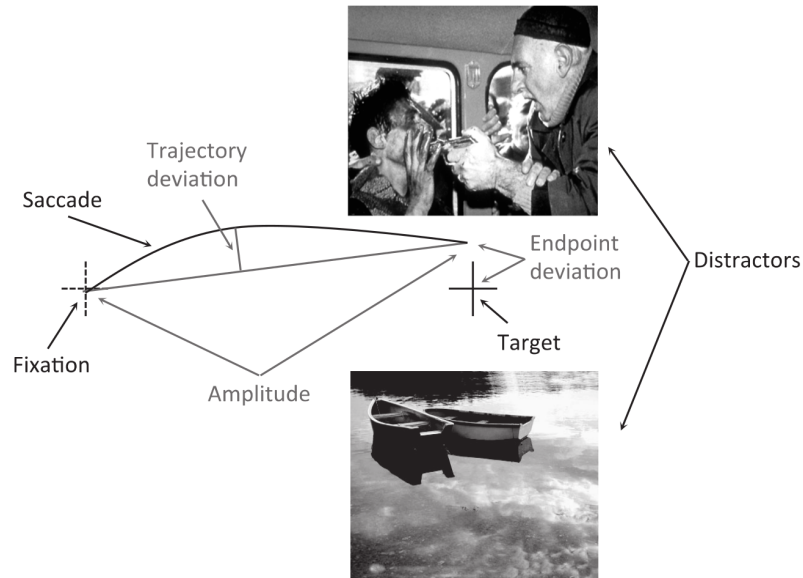 Trajectory
deviation
Saccade
Endpoint
deviation
Distractors
Target
Fixation
Amplitude